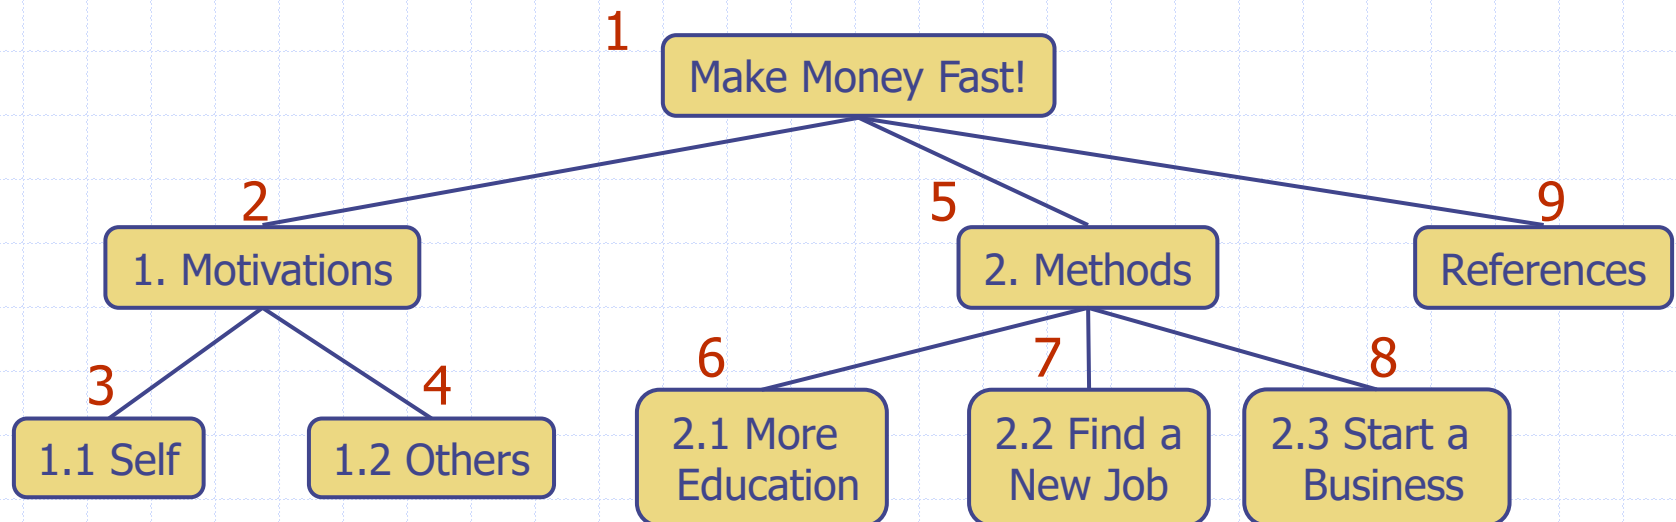 1
Make Money Fast!
2
5
9
1. Motivations
2. Methods
References
3
4
6
7
8
1.1 Self
1.2 Others
2.1 More
Education
2.2 Find a
New Job
2.3 Start a
Business